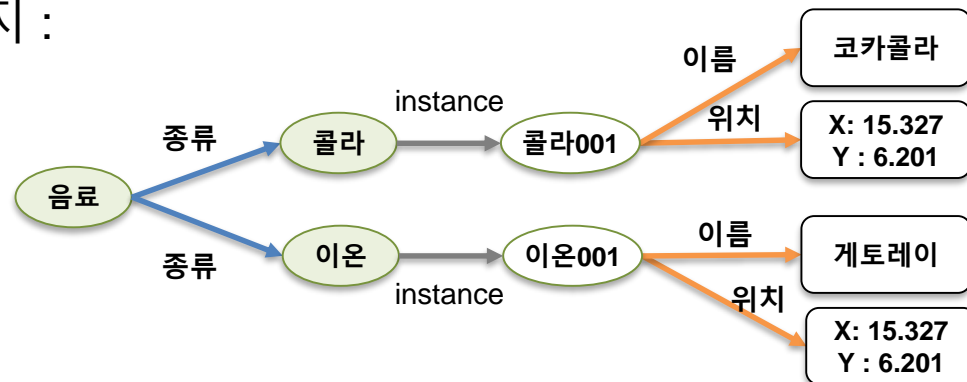 치 :
이름
코카콜라
instance
위치
종류
콜라
콜라001
X: 15.327
Y : 6.201
음료
이름
이온
이온001
게토레이
종류
instance
위치
X: 15.327
Y : 6.201